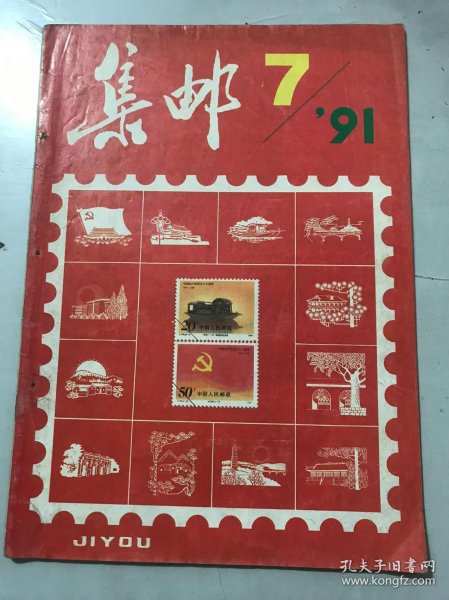 集邮
7
'91
20分
中国人民邮政
50分
中国人民邮政
JIYOU
孔夫子旧书网
www.kongfz.com